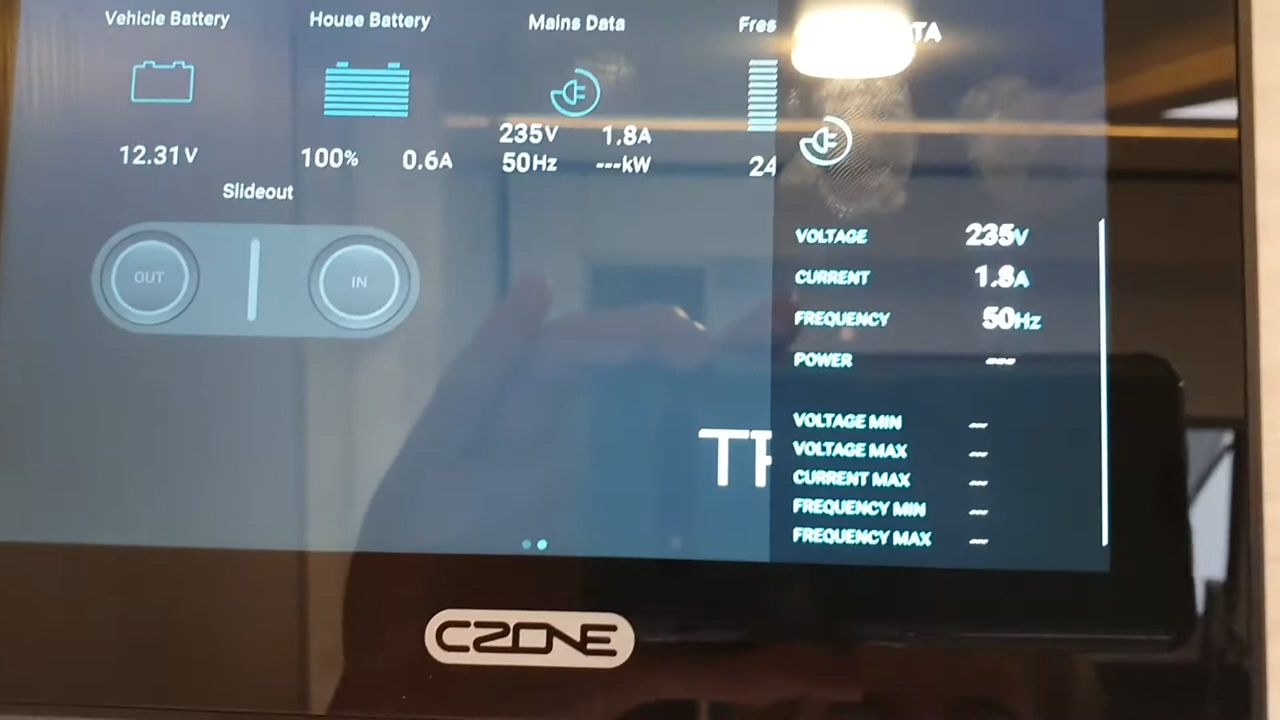 Vehicle Battery
House Battery
Mains Data
Fres
TA
235V 1.8A
12.31V
100% 0.6A
50Hz ---kW
24
Slideout
OUT
IN
VOLTAGE 235V
CURRENT 1.8A
FREQUENCY 50Hz
POWER ---
VOLTAGE MIN ---
VOLTAGE MAX ---
CURRENT MAX ---
FREQUENCY MIN ---
FREQUENCY MAX ---
CZONE